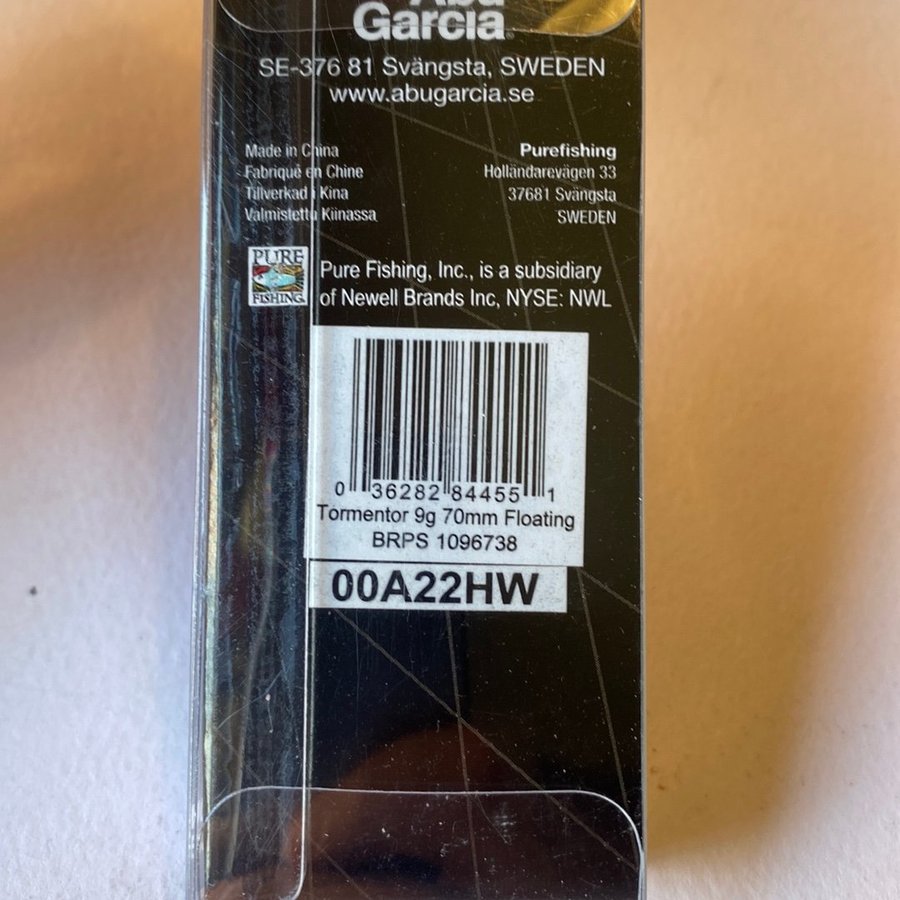 Abu
Garcia
SE-376 81 Svängsta, SWEDEN
www.abugarcia.se
Made in China
Fabriqué en Chine
Tillverkad i Kina
Valmistettu Kiinassa
Purefishing
Holländarevägen 33
37681 Svängsta
SWEDEN
PURE
FISHING
Pure Fishing, Inc., is a subsidiary
of Newell Brands Inc, NYSE: NWL
0 36282 84455 1
Tormentor 9g 70mm Floating
BRPS 1096738
00A22HW